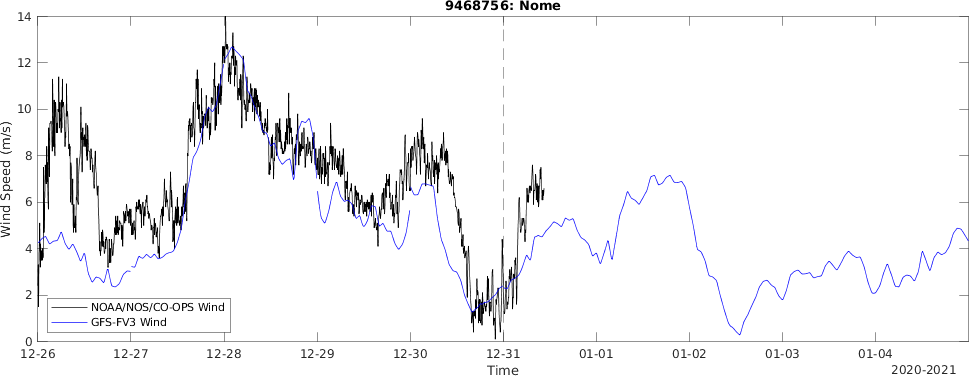 9468756: Nome
14
12
10
8
6
4
2
0
Wind Speed (m/s)
NOAA/NOS/CO-OPS Wind
GFS-FV3 Wind
12-26 12-27 12-28 12-29 12-30 12-31 01-01 01-02 01-03 01-04
Time
2020-2021